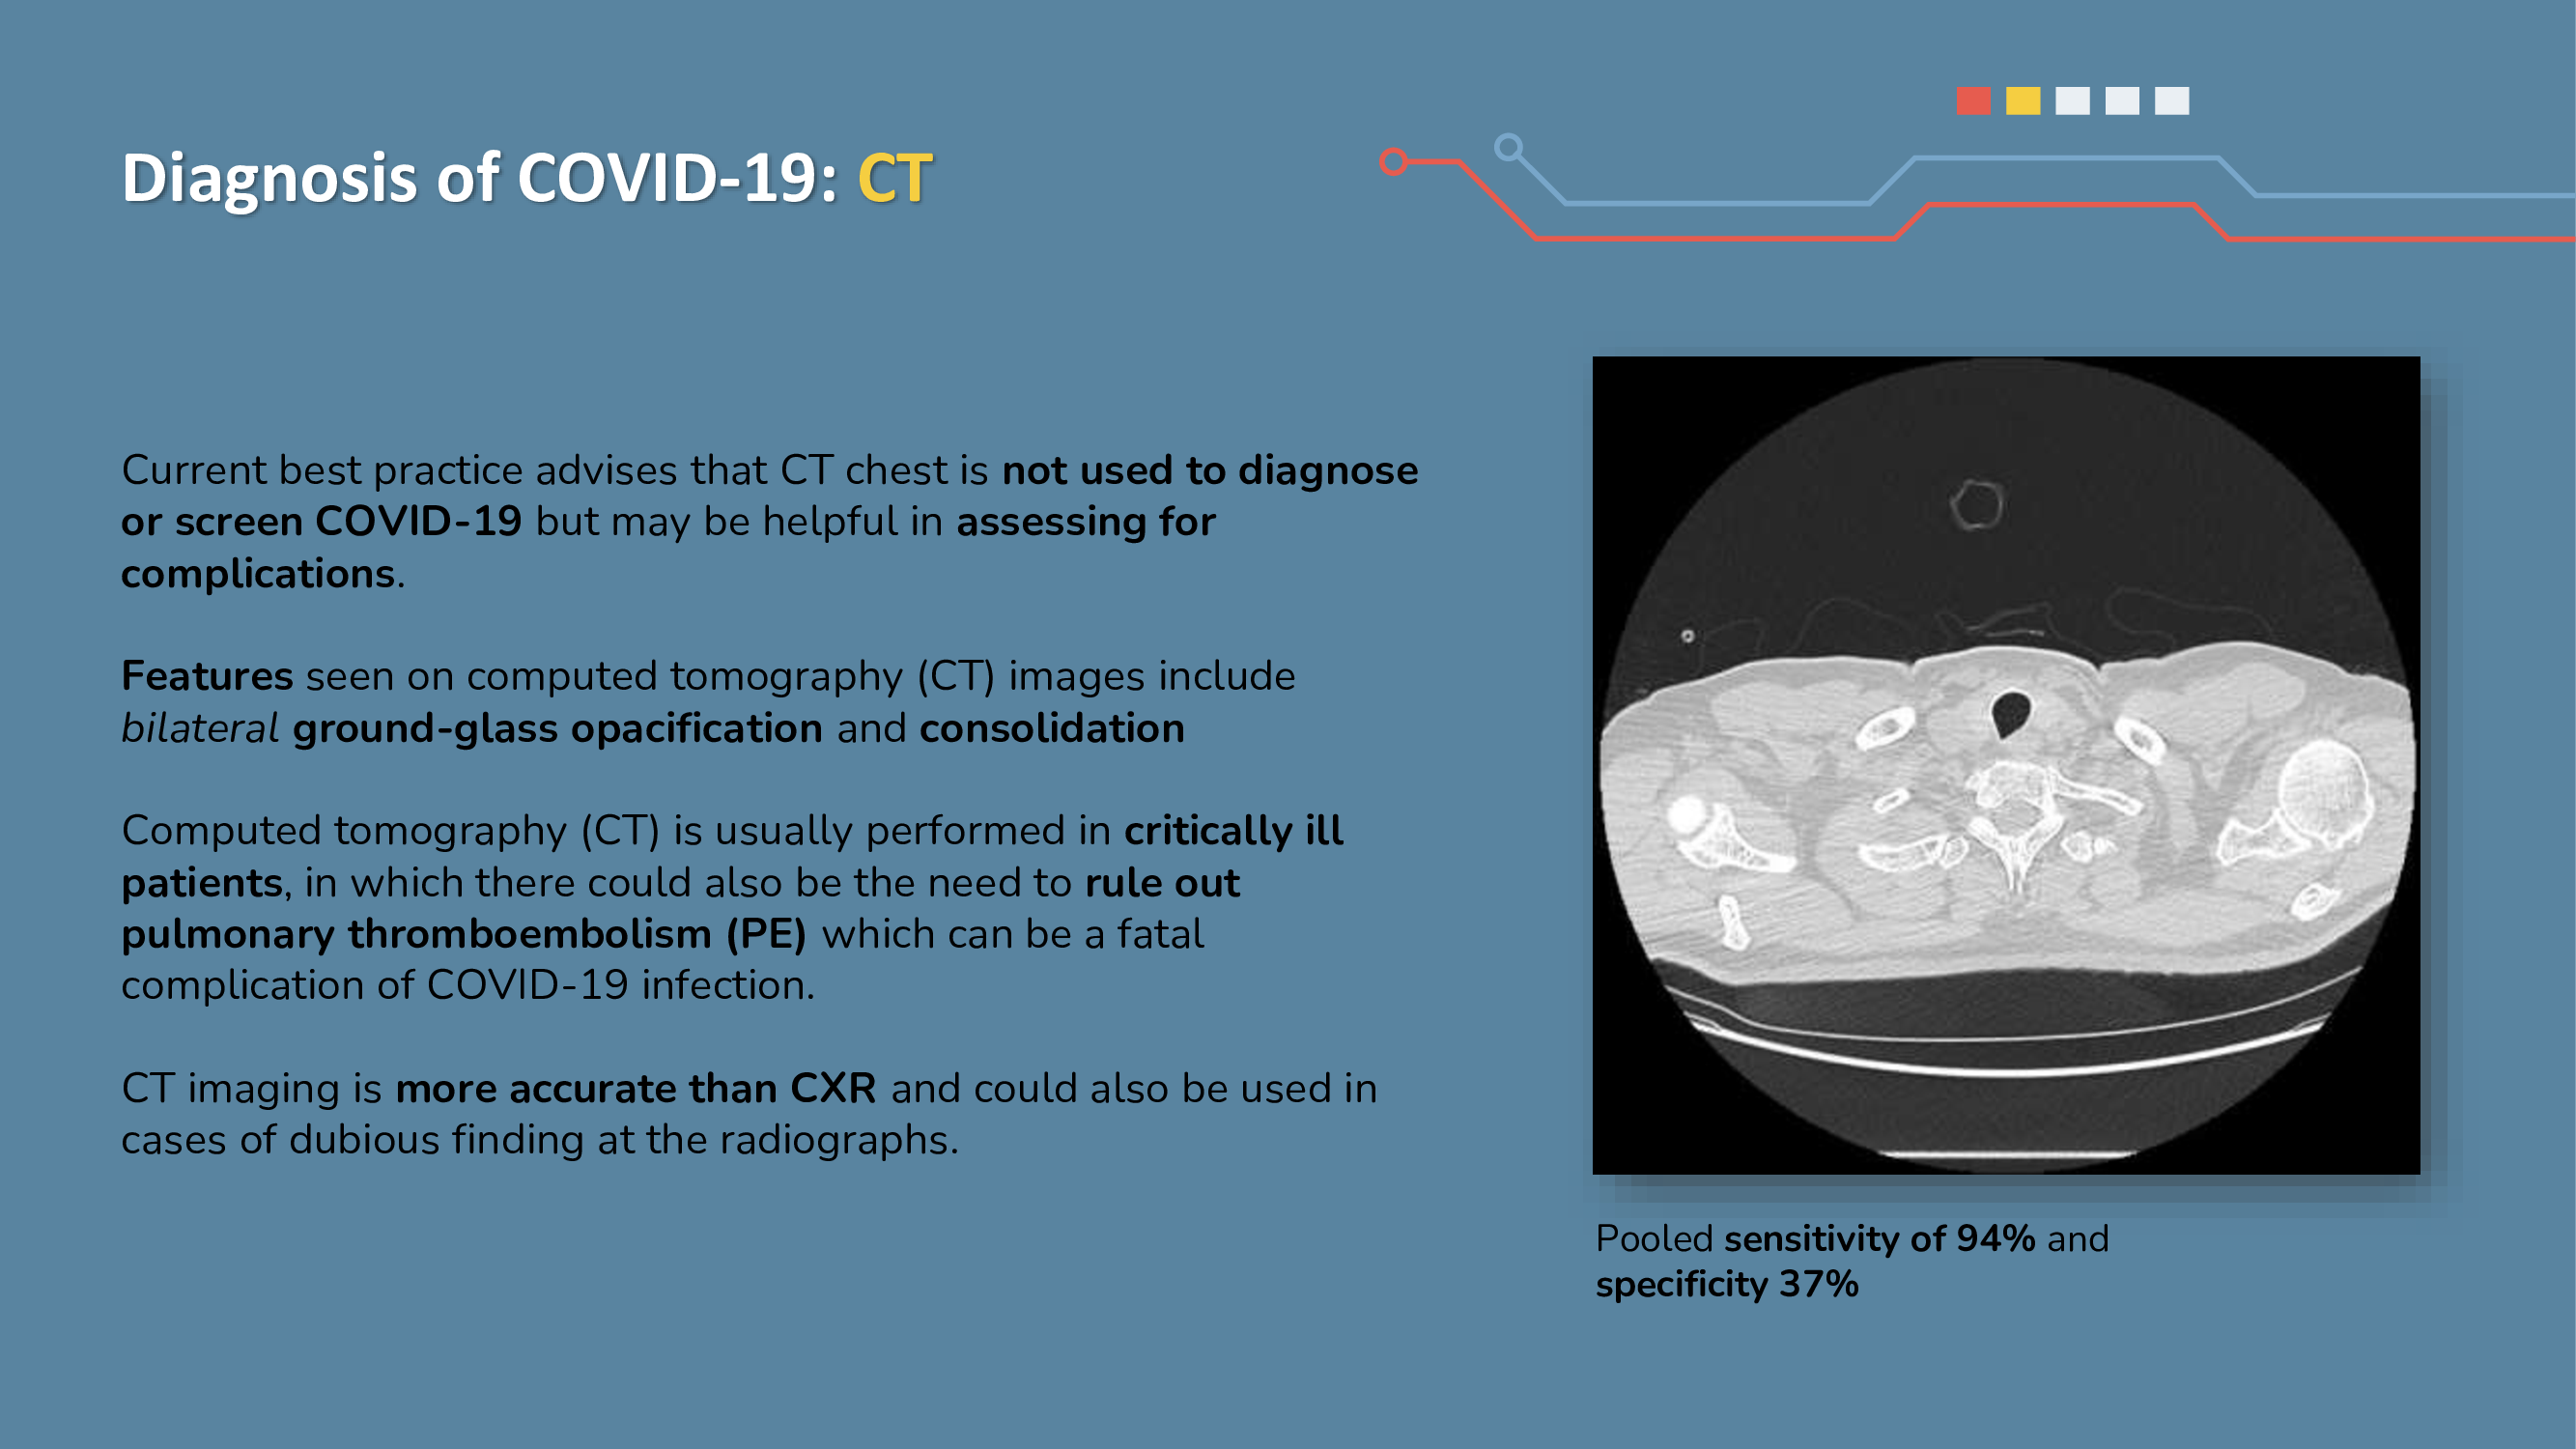 Diagnosis of COVID-19: CT
Current best practice advises that CT chest is not used to diagnose
or screen COVID-19 but may be helpful in assessing for
complications.
Features seen on computed tomography (CT) images include
bilateral ground-glass opacification and consolidation
Computed tomography (CT) is usually performed in critically ill
patients, in which there could also be the need to rule out
pulmonary thromboembolism (PE) which can be a fatal
complication of COVID-19 infection.
CT imaging is more accurate than CXR and could also be used in
cases of dubious finding at the radiographs.
Pooled sensitivity of 94% and
specificity 37%